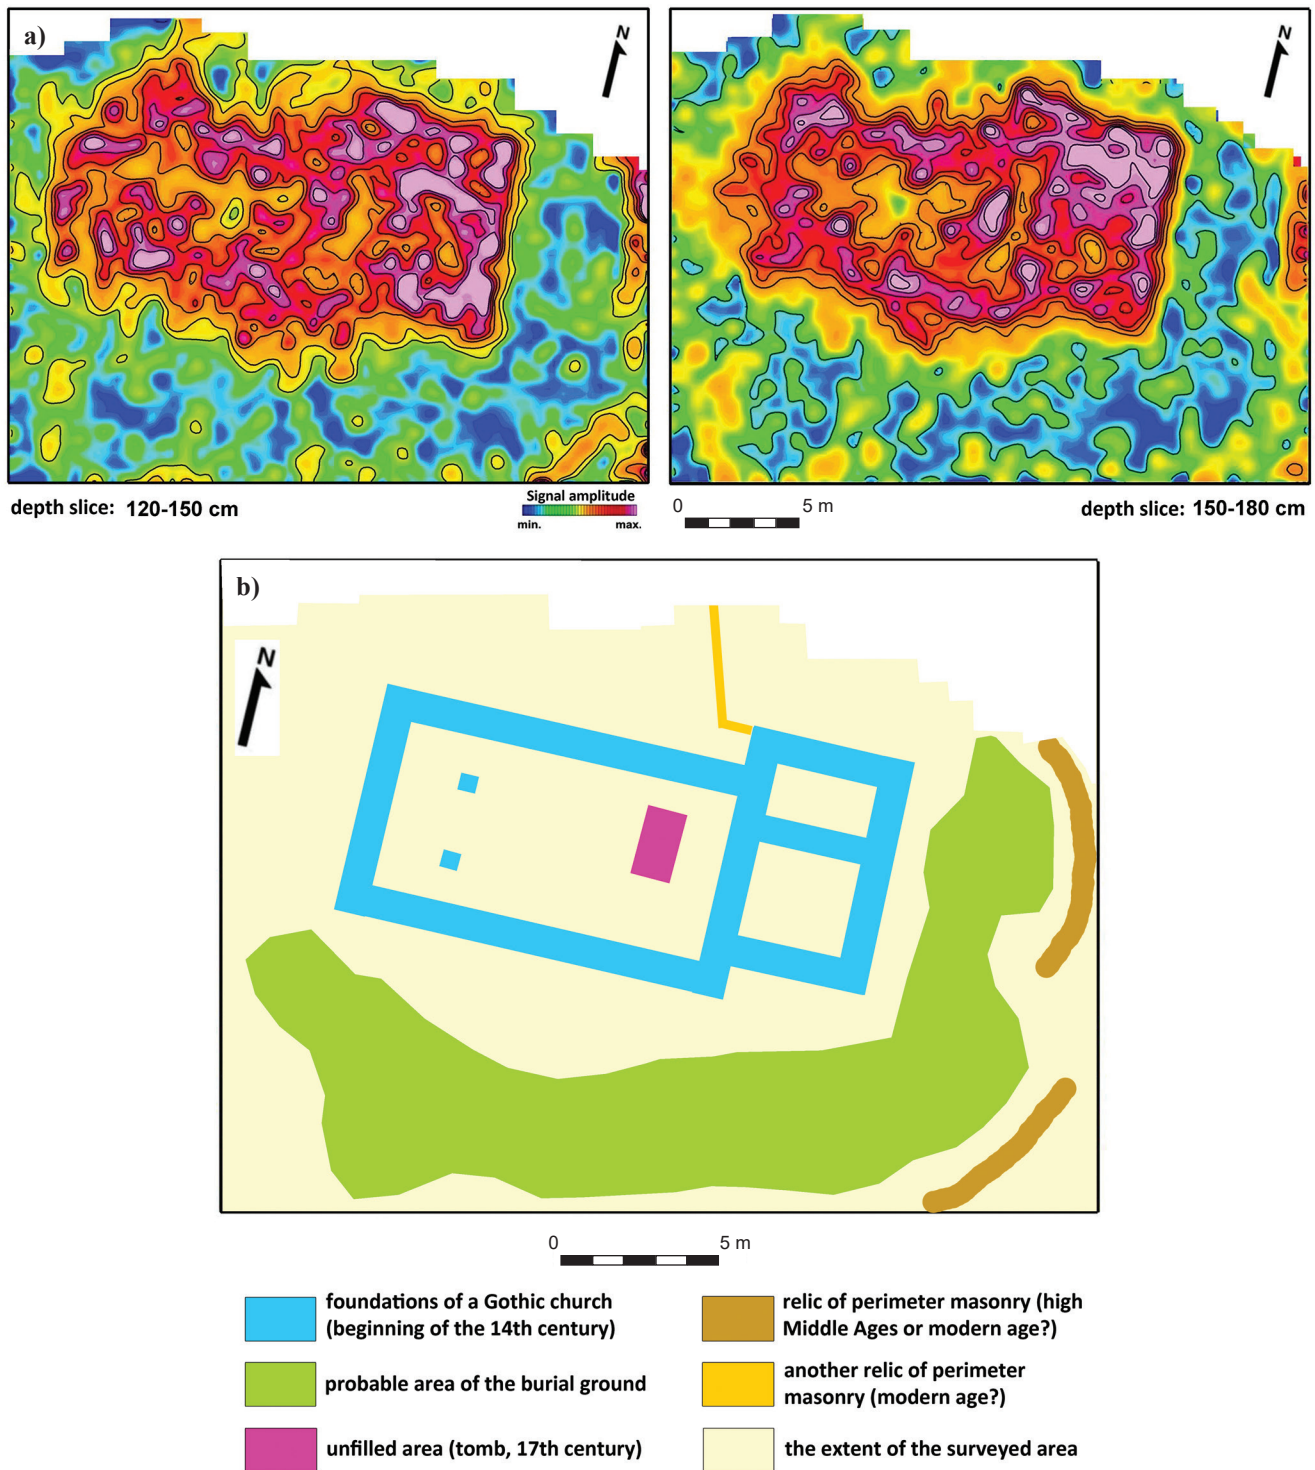 a)
N
N
depth slice: 120-150 cm
Signal amplitude
min. max.
0 5 m
depth slice: 150-180 cm
b)
N
0 5 m
foundations of a Gothic church
(beginning of the 14th century)
probable area of the burial ground
unfilled area (tomb, 17th century)
relic of perimeter masonry (high
Middle Ages or modern age?)
another relic of perimeter
masonry (modern age?)
the extent of the surveyed area